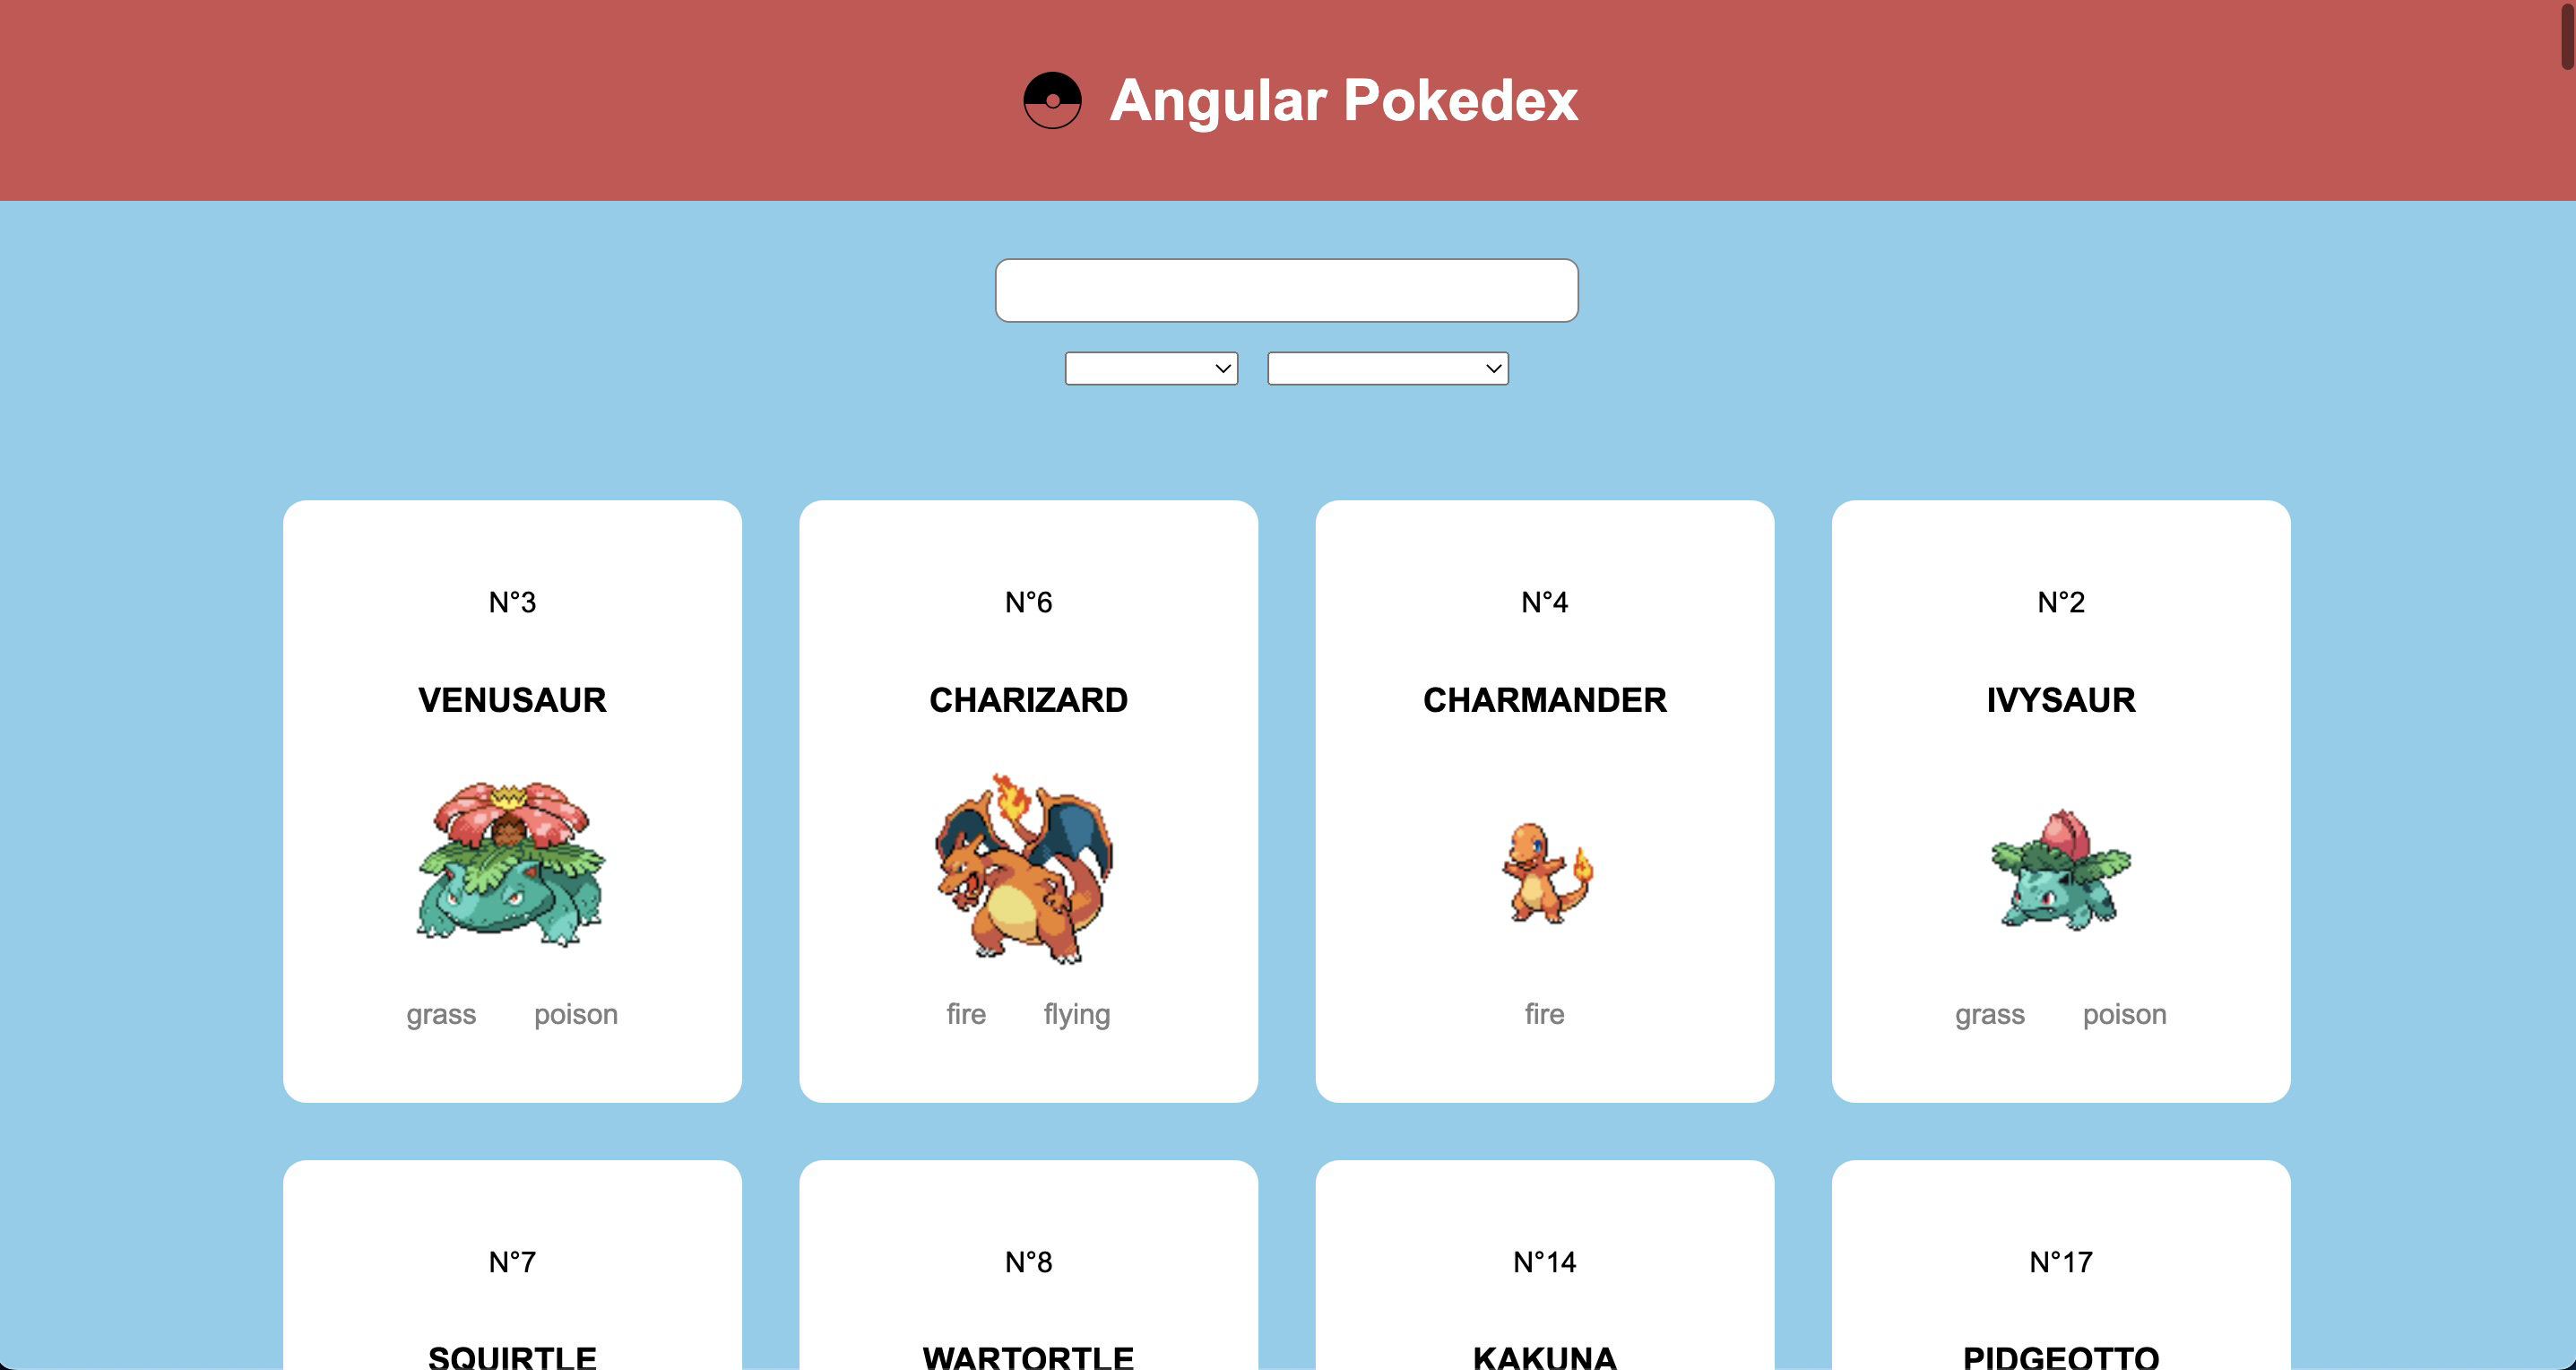 Angular Pokedex
N°3
VENUSAUR
grass poison
N°6
CHARIZARD
fire flying
N°4
CHARMANDER
fire
N°2
IVYSAUR
grass poison
N°7
SQUIRTLE
N°8
WARTORTLE
N°14
KAKUNA
N°17
PIDGEOTTO